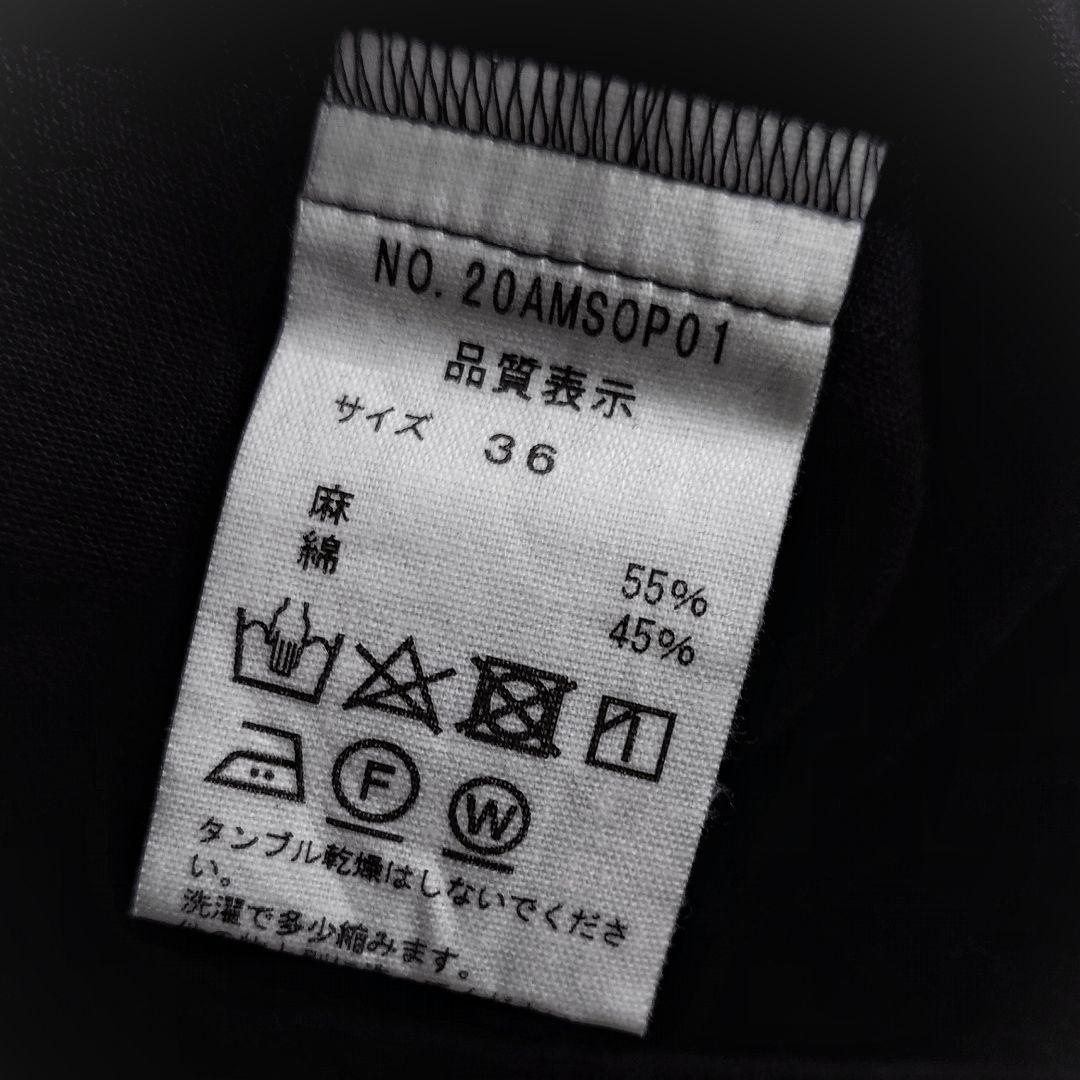 NO. 20AMSOP01
品質表示
サイズ 36
麻 55%
綿 45%
F W
タンブル乾燥はしないでくださ
い。
洗濯で多少縮みます。